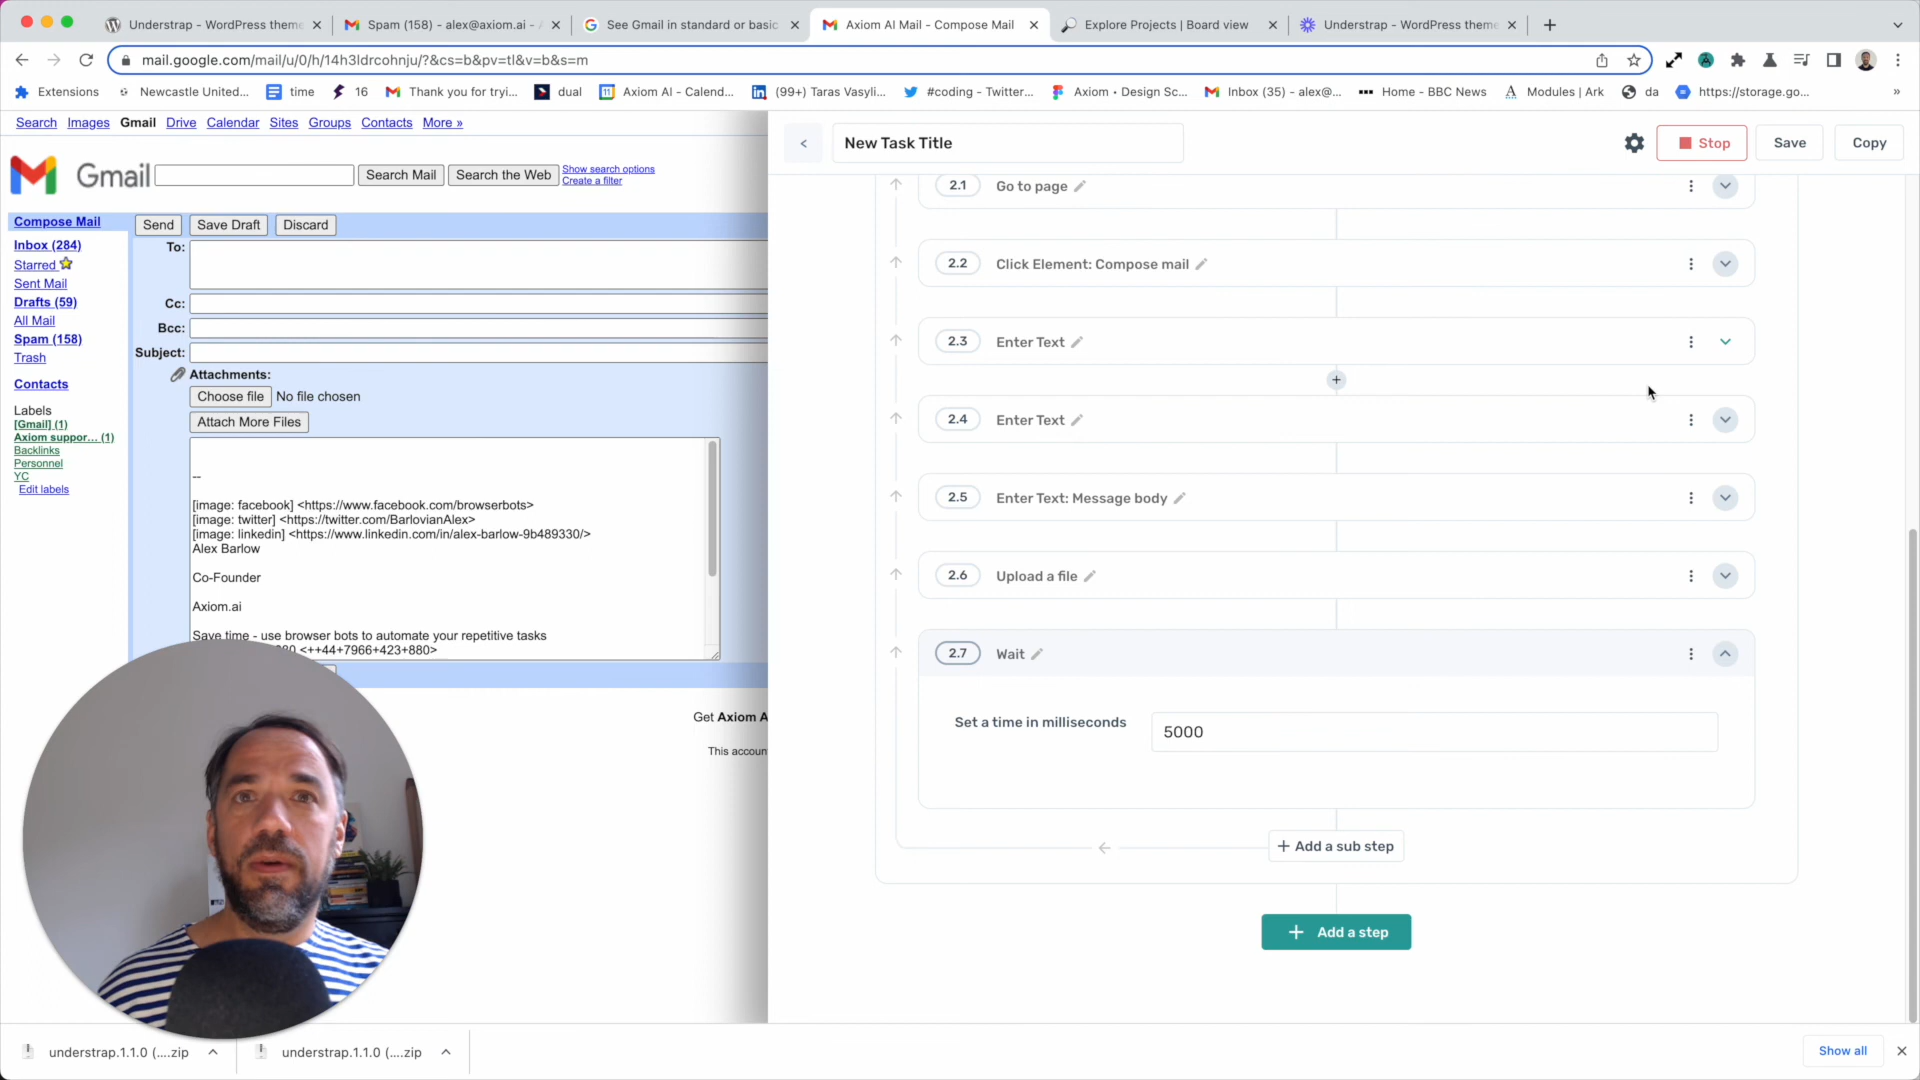 Understrap - WordPress theme
Spam (158) - alex@axiom.ai -
See Gmail in standard or basic
Axiom AI Mail - Compose Mail
Explore Projects | Board view
Understrap - WordPress theme
mail.google.com/mail/u/0/h/14h3ldrcohnju/?&cs=b&pv=tl&v=b&s=m
Extensions
Newcastle United...
time
16
Thank you for tryi...
dual
Axiom AI - Calend...
(99+) Taras Vasyli...
#coding - Twitter...
Axiom • Design Sc...
Inbox (35) - alex@...
Home - BBC News
Modules | Ark
da
https://storage.go...
»
Search Images Gmail Drive Calendar Sites Groups Contacts More »
New Task Title
Stop
Save
Copy
Gmail
Search Mail
Search the Web
Show search options
Create a filter
Compose Mail
Send
Save Draft
Discard
Inbox (284)
Starred
Sent Mail
Drafts (59)
All Mail
Spam (158)
Trash
Contacts
Labels
[Gmail] (1)
Axiom suppor... (1)
Backlinks
Personnel
YC
Edit labels
To:
Cc:
Bcc:
Subject:
Attachments:
Choose file No file chosen
Attach More Files
--
[image: facebook] <https://www.facebook.com/browserbots>
[image: twitter] <https://twitter.com/BarlovianAlex>
[image: linkedin] <https://www.linkedin.com/in/alex-barlow-9b489330/>
Alex Barlow
Co-Founder
Axiom.ai
Save time - use browser bots to automate your repetitive tasks
<++44+7966+423+880>
Get Axiom A
This accoun
2.1 Go to page
2.2 Click Element: Compose mail
2.3 Enter Text
2.4 Enter Text
2.5 Enter Text: Message body
2.6 Upload a file
2.7 Wait
Set a time in milliseconds
5000
+ Add a sub step
+ Add a step
understrap.1.1.0 (....zip
understrap.1.1.0 (....zip
Show all